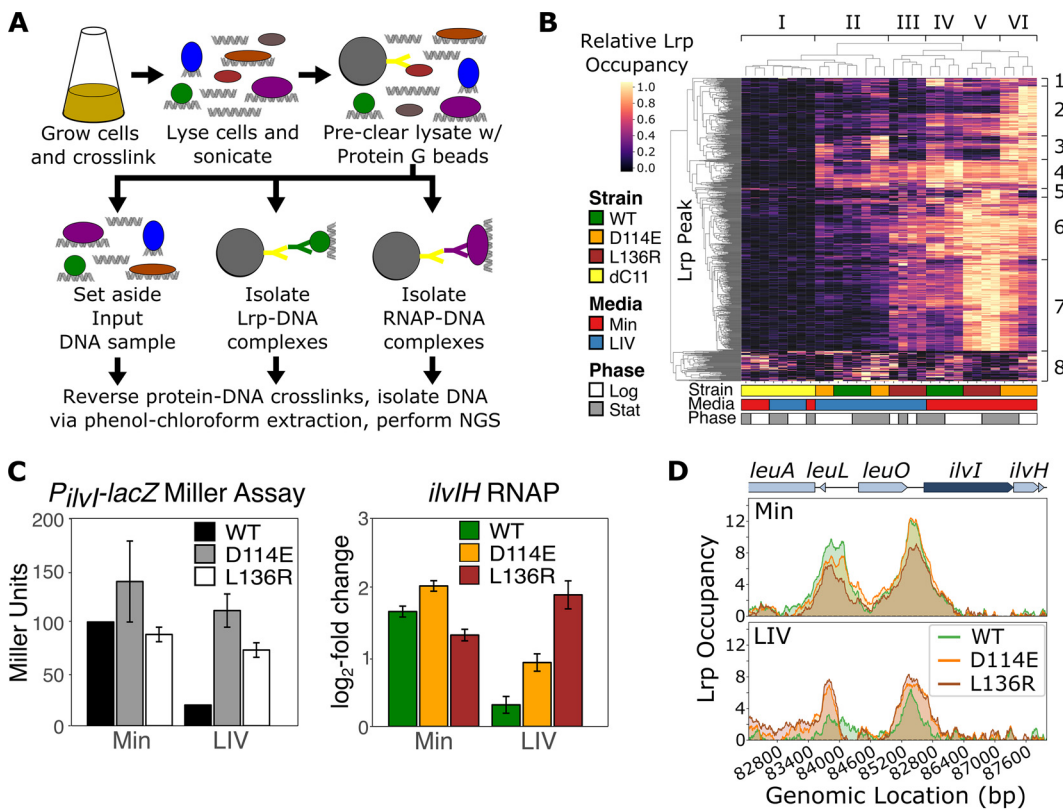 A
Grow cells
and crosslink
Lyse cells and
sonicate
Pre-clear lysate w/
Protein G beads
Set aside
Input
DNA sample
Isolate
Lrp-DNA
complexes
Isolate
RNAP-DNA
complexes
Reverse protein-DNA crosslinks, isolate DNA
via phenol-chloroform extraction, perform NGS
B
I II III IV V VI
Relative Lrp
Occupancy
1.0
0.8
0.6
0.4
0.2
0.0
Strain
WT
D114E
L136R
dC11
Media
Min
LIV
Phase
Log
Stat
Lrp Peak
1
2
3
4
5
6
7
8
Strain
Media
Phase
C
PilvI-lacZ Miller Assay
Miller Units
200
150
100
50
0
WT
D114E
L136R
Min LIV
ilvIH RNAP
log2-fold change
3
2
1
0
WT
D114E
L136R
Min LIV
D
leuA leuL leuO ilvI ilvH
Lrp Occupancy
Min
12
8
4
0
LIV
12
8
4
0
WT
D114E
L136R
82800 83400 84000 84600 85200 82800 86400 87000 87600
Genomic Location (bp)